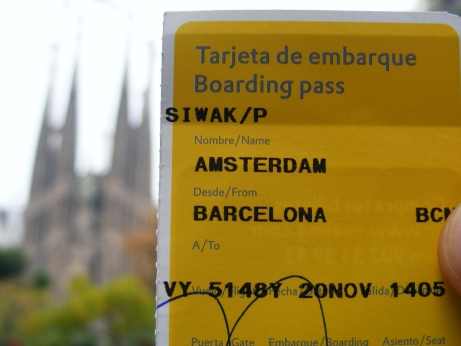 Tarjeta de embarque
Boarding pass
SIWAK/P
Nombre/Name
AMSTERDAM
Desde/From
BARCELONA BCN
A/To
VY 5148Y 20NOV 1405
Puerta/Gate Embarque/Boarding Asiento/Seat